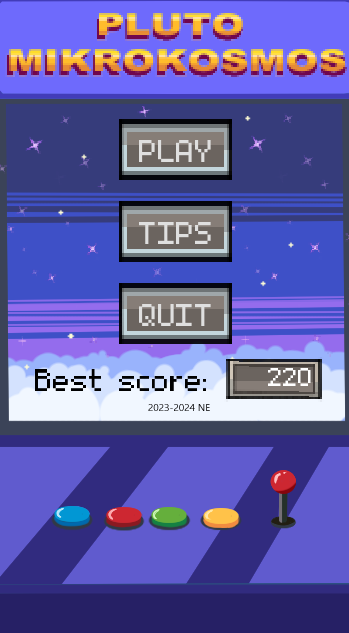 PLUTO
MIKROKOSMOS
PLAY
TIPS
QUIT
Best score: 220
2023-2024 NE